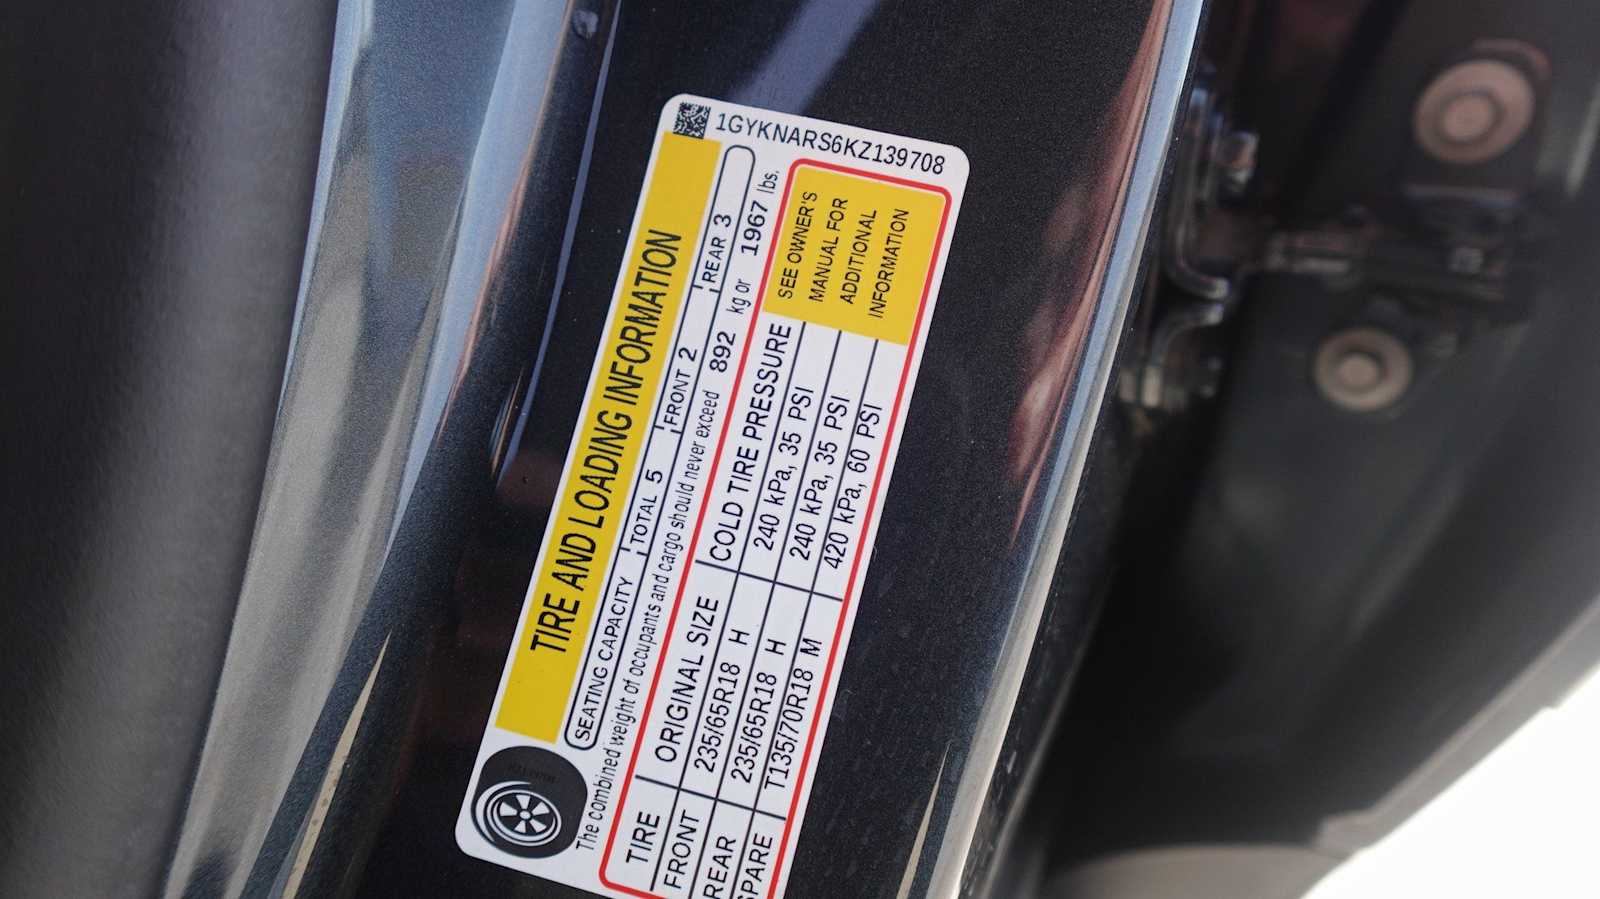 1GYKNARS6KZ139708
TIRE AND LOADING INFORMATION
SEATING CAPACITY TOTAL 5 FRONT 2 REAR 3
The combined weight of occupants and cargo should never exceed 892 kg or 1967 lbs.
TIRE ORIGINAL SIZE COLD TIRE PRESSURE
FRONT 235/65R18 H 240 kPa, 35 PSI
REAR 235/65R18 H 240 kPa, 35 PSI
SPARE T135/70R18 M 420 kPa, 60 PSI
SEE OWNER'S
MANUAL FOR
ADDITIONAL
INFORMATION